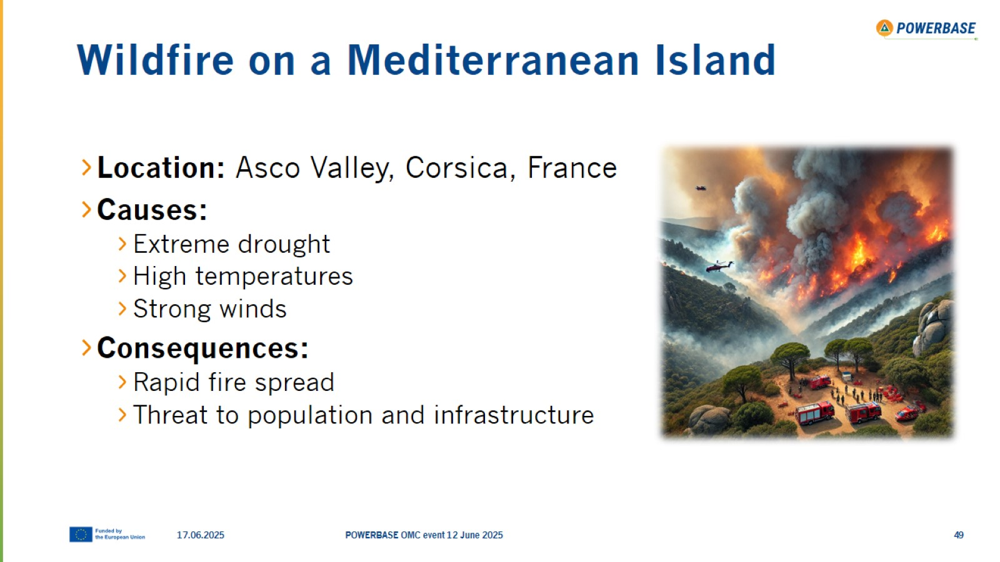 POWERBASE
Wildfire on a Mediterranean Island
Location: Asco Valley, Corsica, France
Causes:
Extreme drought
High temperatures
Strong winds
Consequences:
Rapid fire spread
Threat to population and infrastructure
Funded by
the European Union
17.06.2025
POWERBASE OMC event 12 June 2025
49